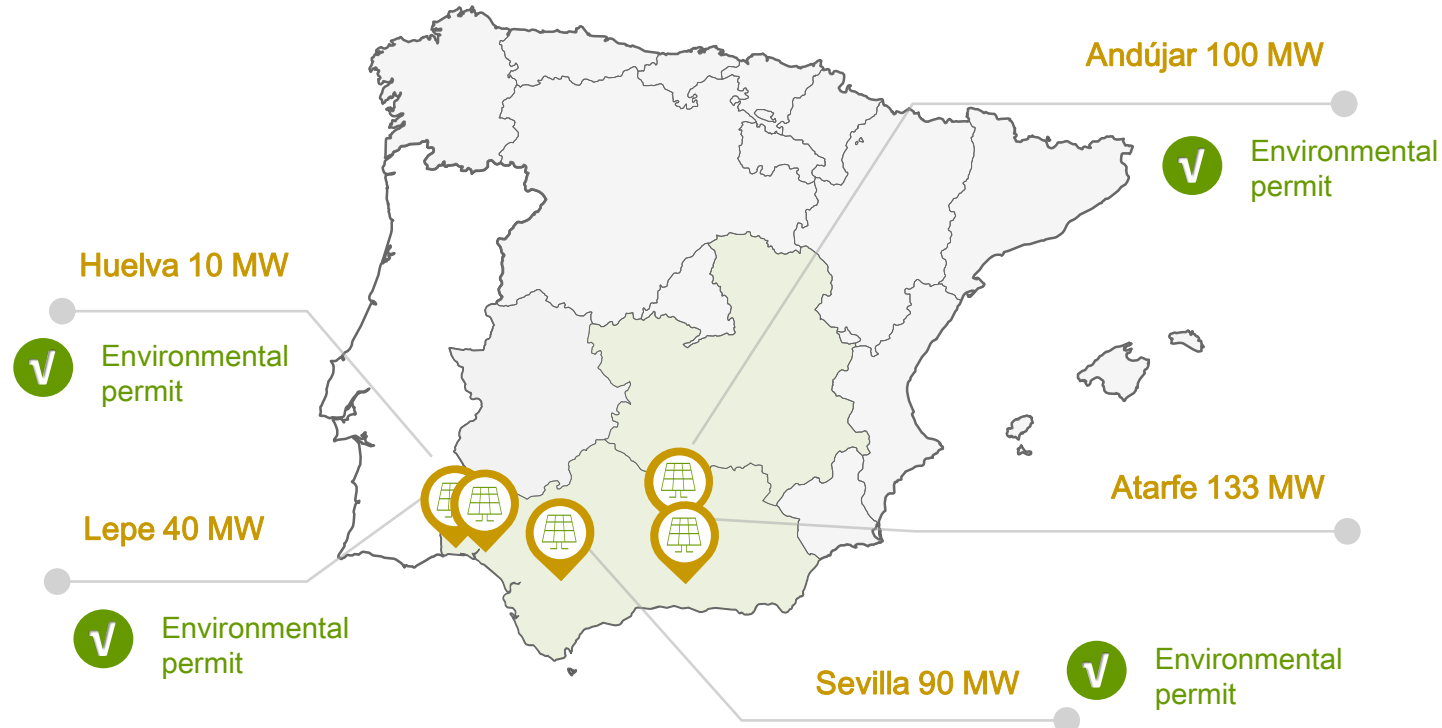 Andújar 100 MW
√ Environmental
permit
Huelva 10 MW
√ Environmental
permit
Atarfe 133 MW
Lepe 40 MW
√ Environmental
permit
Sevilla 90 MW
√ Environmental
permit